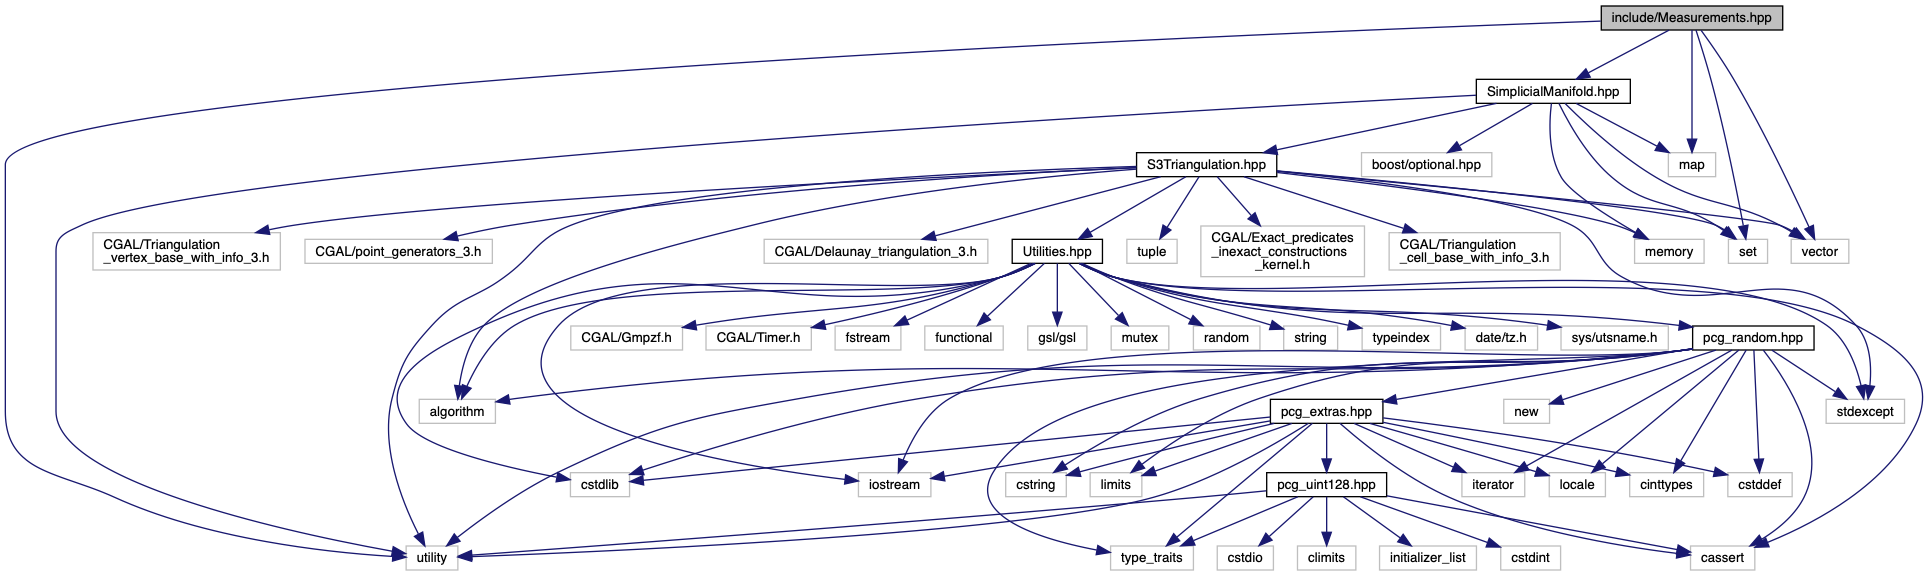 include/Measurements.hpp
SimplicialManifold.hpp
S3Triangulation.hpp
boost/optional.hpp
map
CGAL/Triangulation
_vertex_base_with_info_3.h
CGAL/point_generators_3.h
CGAL/Delaunay_triangulation_3.h
Utilities.hpp
tuple
CGAL/Exact_predicates
_inexact_constructions
_kernel.h
CGAL/Triangulation
_cell_base_with_info_3.h
memory
set
vector
CGAL/Gmpzf.h
CGAL/Timer.h
fstream
functional
gsl/gsl
mutex
random
string
typeindex
date/tz.h
sys/utsname.h
pcg_random.hpp
algorithm
pcg_extras.hpp
new
stdexcept
cstdlib
iostream
cstring
limits
pcg_uint128.hpp
iterator
locale
cinttypes
cstddef
utility
type_traits
cstdio
climits
initializer_list
cstdint
cassert